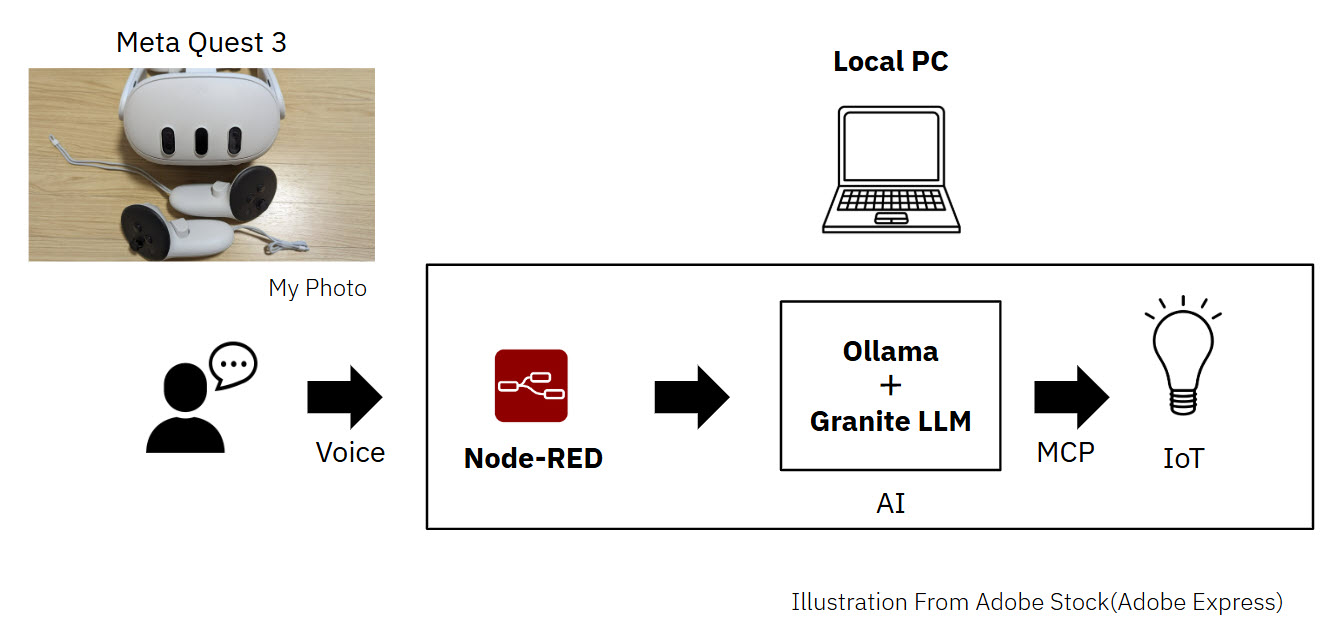 Meta Quest 3
My Photo
Local PC
Voice
Node-RED
Ollama
+
Granite LLM
AI
MCP
IoT
Illustration From Adobe Stock(Adobe Express)